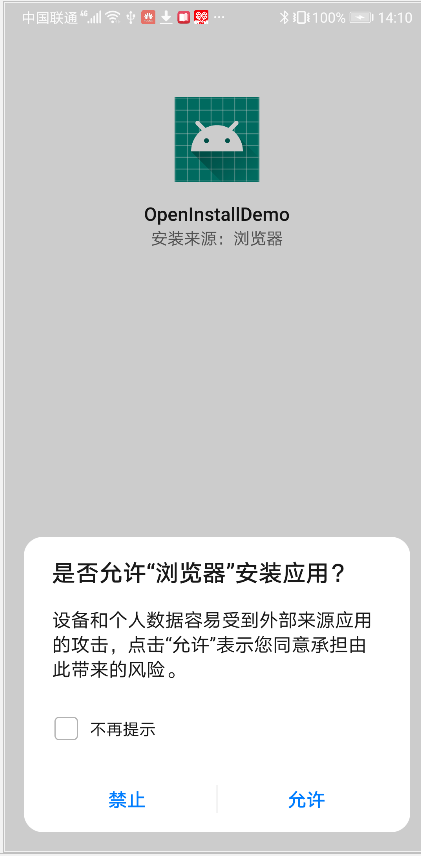 中国联通 4G 100% 14:10
OpenInstallDemo
安装来源：浏览器
是否允许“浏览器”安装应用？
设备和个人数据容易受到外部来源应用
的攻击，点击“允许”表示您同意承担由
此带来的风险。
不再提示
禁止 允许